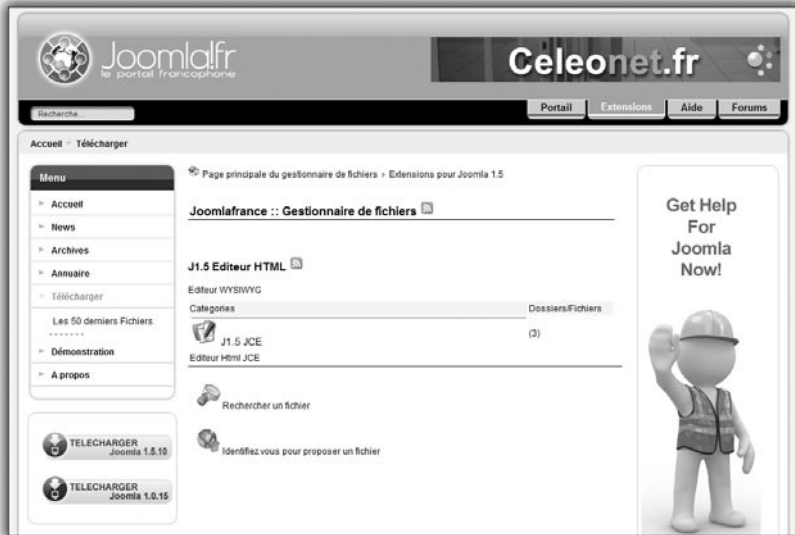 Joomla!fr
le portail francophone
Celeonet.fr
Recherche...
Portail
Extensions
Aide
Forums
Accueil Télécharger
Menu
Accueil
News
Archives
Annuaire
Télécharger
Les 50 derniers Fichiers
Démonstration
A propos
TELECHARGER
Joomla 1.5.10
TELECHARGER
Joomla 1.0.15
Page principale du gestionnaire de fichiers » Extensions pour Joomla 1.5
Joomlafrance :: Gestionnaire de fichiers
J1.5 Editeur HTML
Editeur WYSIWYG
Categories Dossiers/Fichiers
J1.5 JCE (3)
Editeur Html JCE
Rechercher un fichier
Identifiez vous pour proposer un fichier
Get Help
For
Joomla
Now!